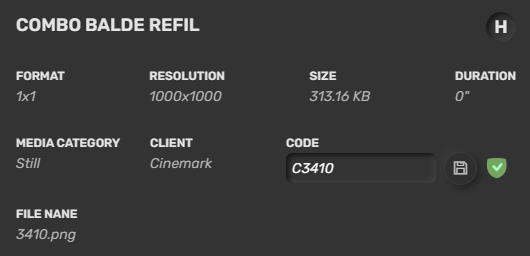 COMBO BALDE REFIL
H
FORMAT RESOLUTION SIZE DURATION
1x1 1000x1000 313.16 KB 0"
MEDIA CATEGORY CLIENT CODE
Still Cinemark C3410
FILE NANE
3410.png